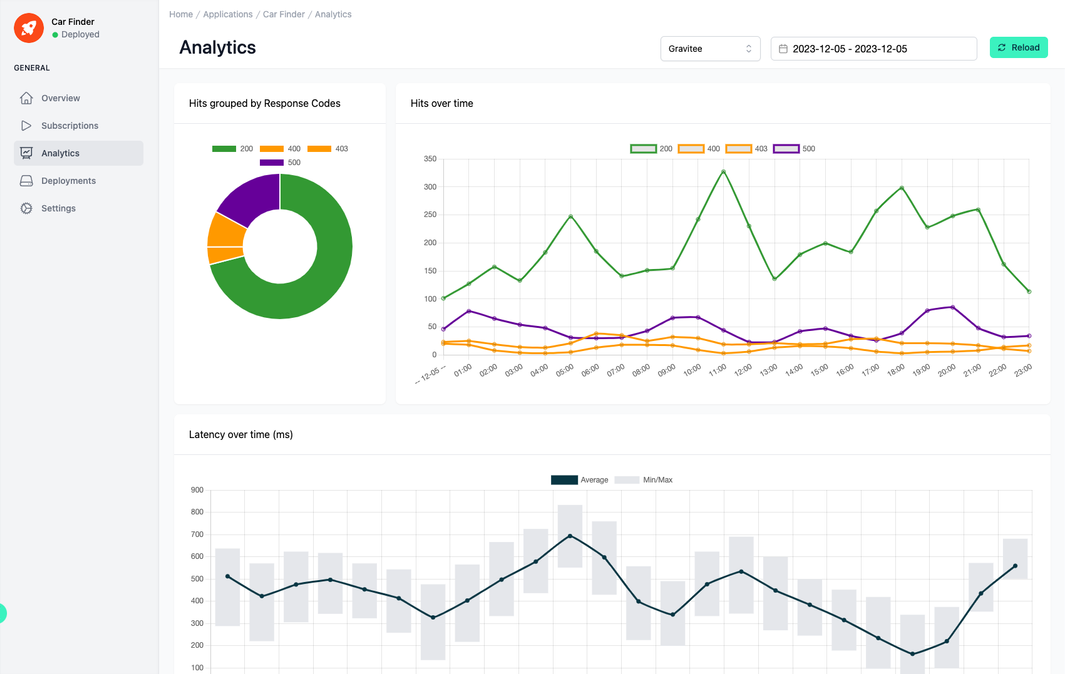 Car Finder
Deployed
GENERAL
Overview
Subscriptions
Analytics
Deployments
Settings
Home / Applications / Car Finder / Analytics
Analytics
Gravitee
2023-12-05 - 2023-12-05
Reload
Hits grouped by Response Codes
200 400 403
500
Hits over time
200 400 403 500
350
300
250
200
150
100
50
0
-- 12-05 -- 01:00 02:00 03:00 04:00 05:00 06:00 07:00 08:00 09:00 10:00 11:00 12:00 13:00 14:00 15:00 16:00 17:00 18:00 19:00 20:00 21:00 22:00 23:00
Latency over time (ms)
Average Min/Max
900
800
700
600
500
400
300
200
100